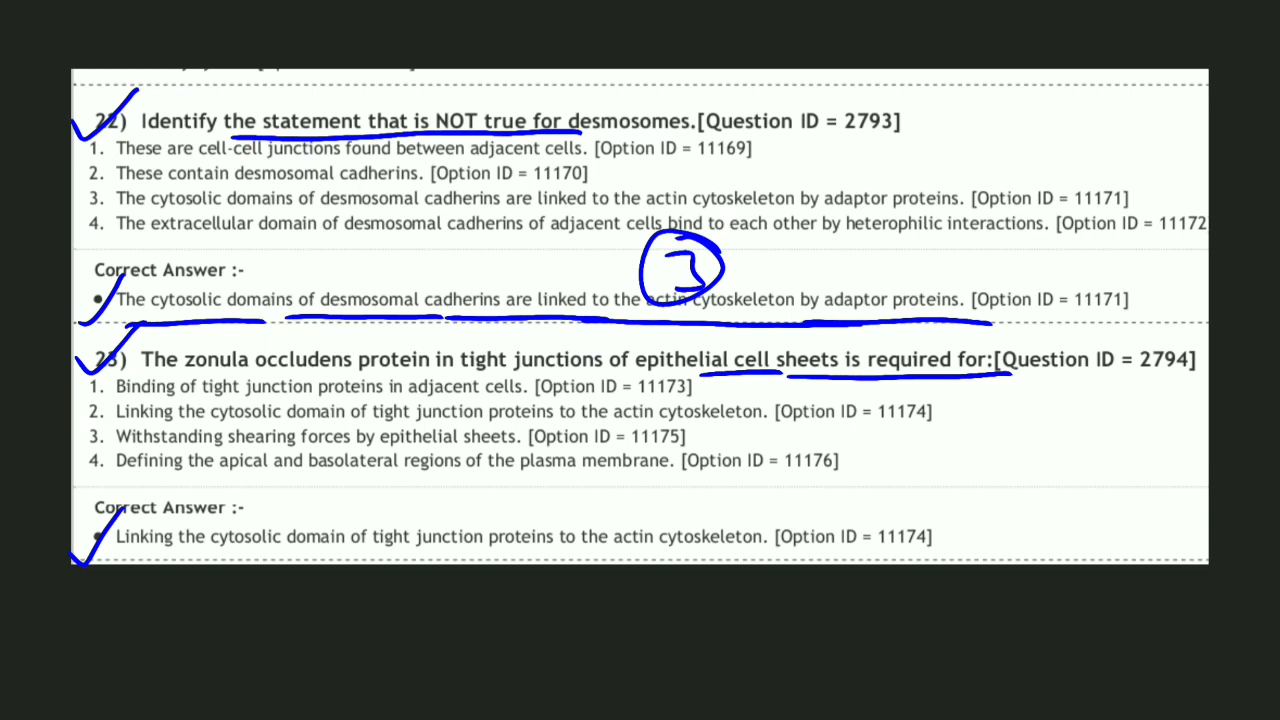 22) Identify the statement that is NOT true for desmosomes.[Question ID = 2793]
1. These are cell-cell junctions found between adjacent cells. [Option ID = 11169]
2. These contain desmosomal cadherins. [Option ID = 11170]
3. The cytosolic domains of desmosomal cadherins are linked to the actin cytoskeleton by adaptor proteins. [Option ID = 11171]
4. The extracellular domain of desmosomal cadherins of adjacent cells bind to each other by heterophilic interactions. [Option ID = 11172
Correct Answer :-
3
• The cytosolic domains of desmosomal cadherins are linked to the actin cytoskeleton by adaptor proteins. [Option ID = 11171]
23) The zonula occludens protein in tight junctions of epithelial cell sheets is required for:[Question ID = 2794]
1. Binding of tight junction proteins in adjacent cells. [Option ID = 11173]
2. Linking the cytosolic domain of tight junction proteins to the actin cytoskeleton. [Option ID = 11174]
3. Withstanding shearing forces by epithelial sheets. [Option ID = 11175]
4. Defining the apical and basolateral regions of the plasma membrane. [Option ID = 11176]
Correct Answer :-
• Linking the cytosolic domain of tight junction proteins to the actin cytoskeleton. [Option ID = 11174]